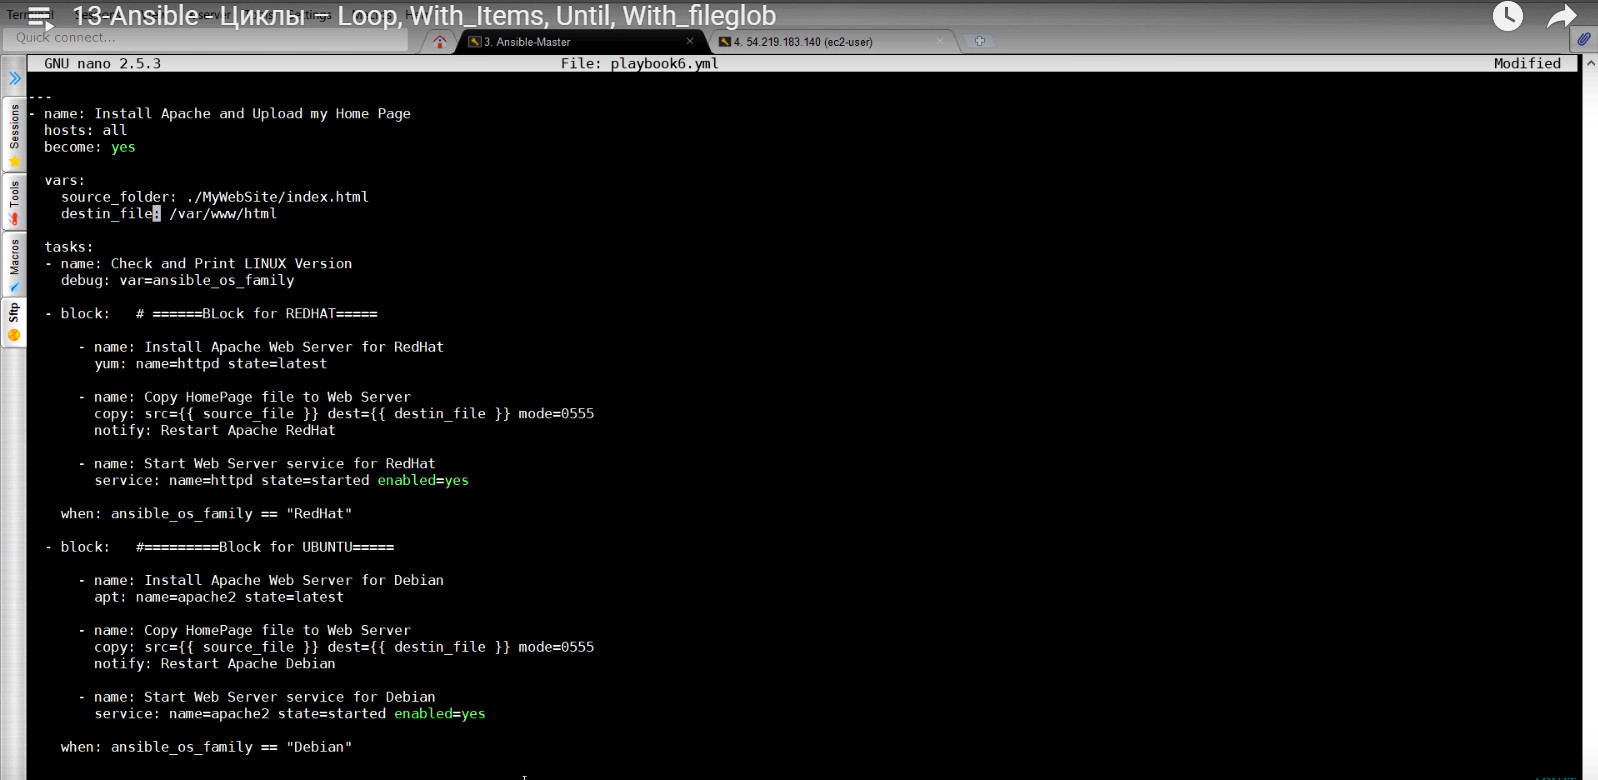 13-Ansible - Циклы - Loop, With_Items, Until, With_fileglob
Quick connect...
3. Ansible-Master
4. 54.219.183.140 (ec2-user)
GNU nano 2.5.3 File: playbook6.yml Modified
Sessions
Tools
Macros
Sftp
---
- name: Install Apache and Upload my Home Page
hosts: all
become: yes
vars:
source_folder: ./MyWebSite/index.html
destin_file: /var/www/html
tasks:
- name: Check and Print LINUX Version
debug: var=ansible_os_family
- block: # ======BLock for REDHAT=====
- name: Install Apache Web Server for RedHat
yum: name=httpd state=latest
- name: Copy HomePage file to Web Server
copy: src={{ source_file }} dest={{ destin_file }} mode=0555
notify: Restart Apache RedHat
- name: Start Web Server service for RedHat
service: name=httpd state=started enabled=yes
when: ansible_os_family == "RedHat"
- block: #=========Block for UBUNTU=====
- name: Install Apache Web Server for Debian
apt: name=apache2 state=latest
- name: Copy HomePage file to Web Server
copy: src={{ source_file }} dest={{ destin_file }} mode=0555
notify: Restart Apache Debian
- name: Start Web Server service for Debian
service: name=apache2 state=started enabled=yes
when: ansible_os_family == "Debian"